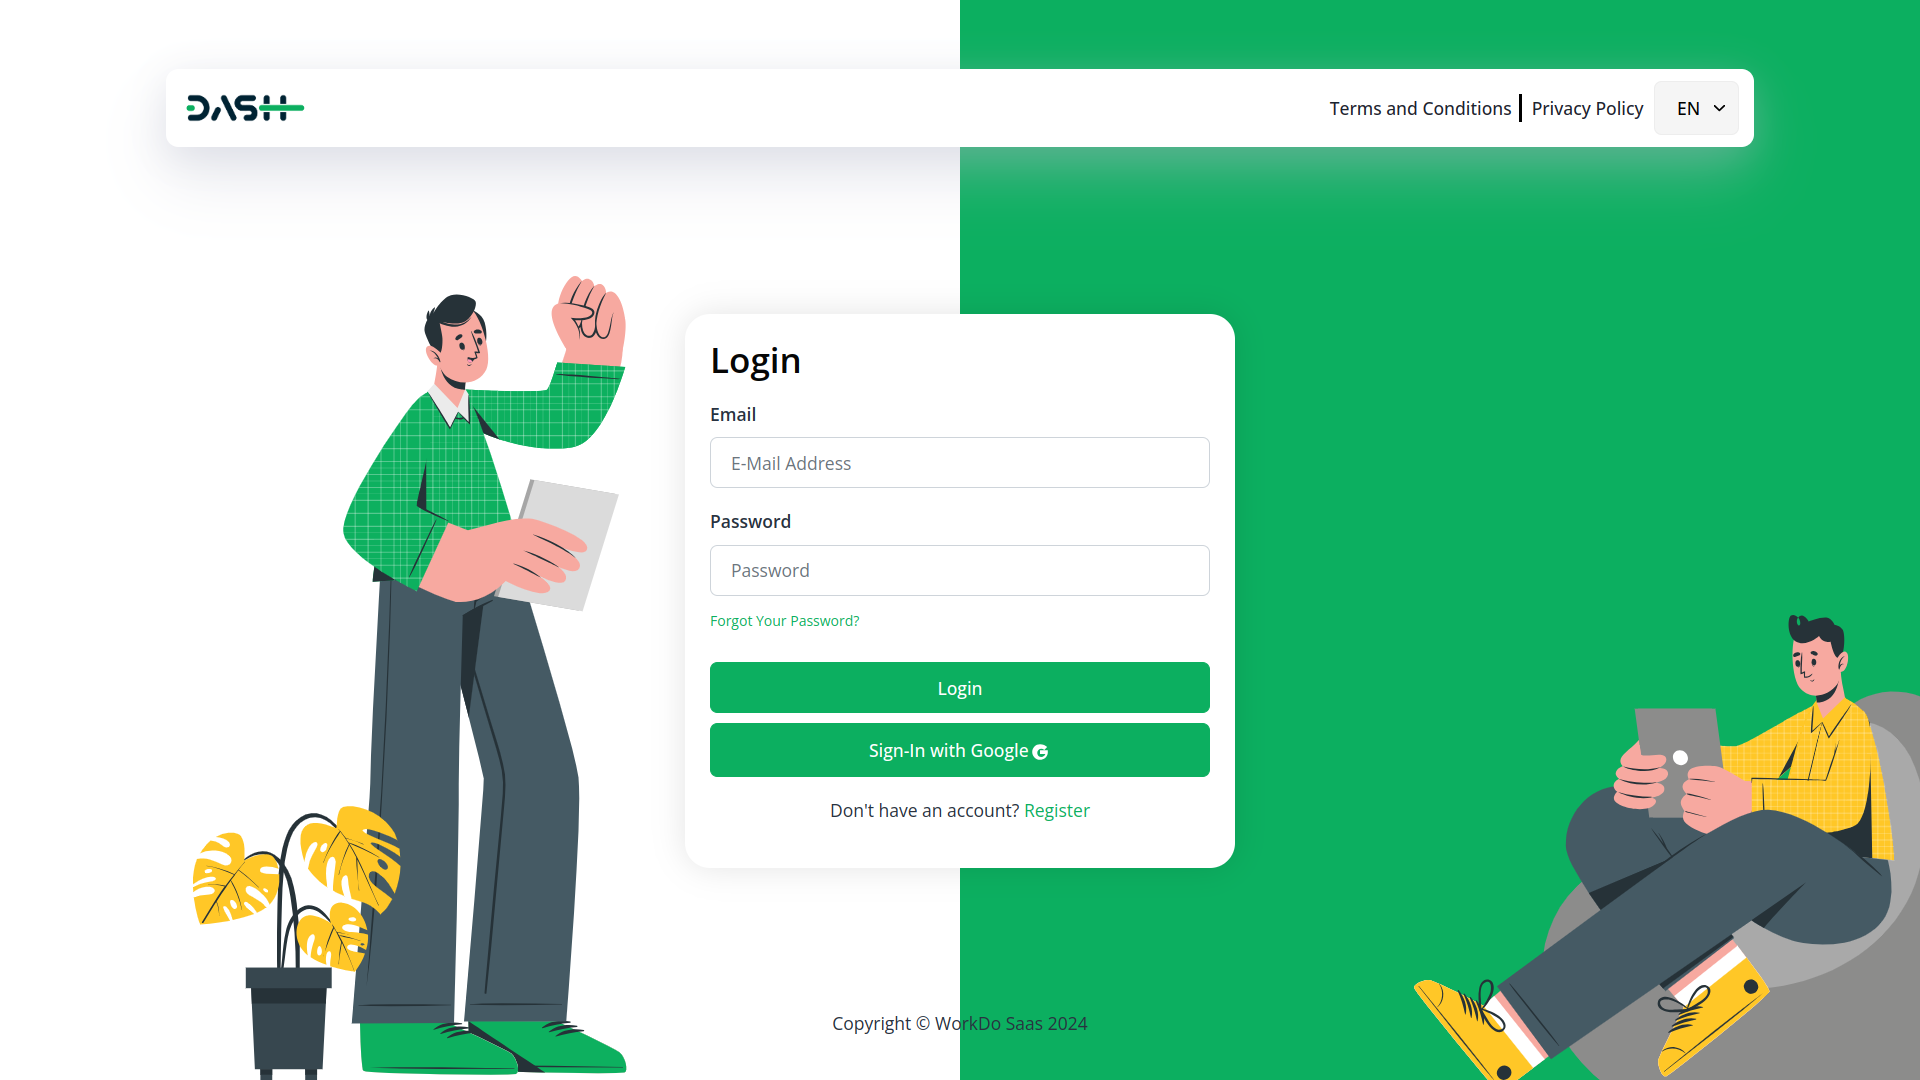 DASH
Terms and Conditions
Privacy Policy
EN
Login
Email
E-Mail Address
Password
Password
Forgot Your Password?
Login
Sign-In with Google
Don't have an account? Register
Copyright © WorkDo Saas 2024